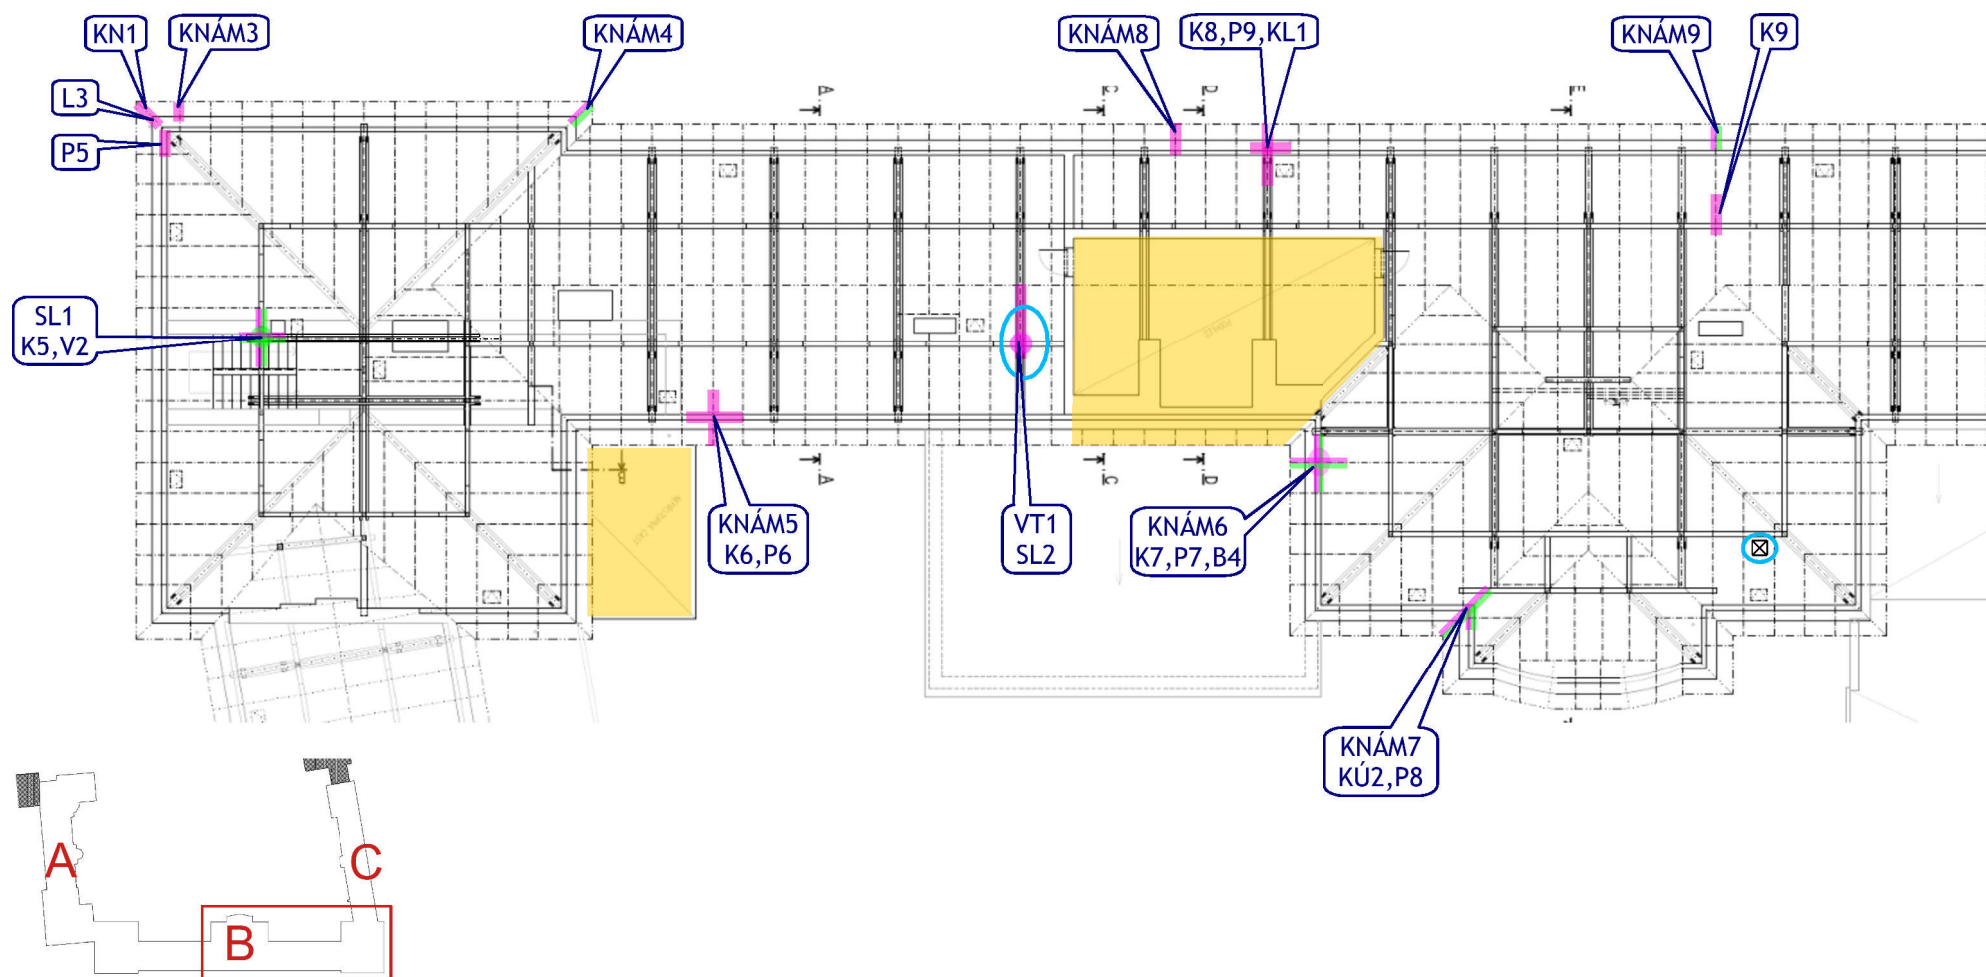 KN1
KNÁM3
KNÁM4
KNÁM8
K8,P9,KL1
KNÁM9
K9
L3
P5
A
C
D
E
SL1
K5,V2
KNÁM5
K6,P6
VT1
SL2
KNÁM6
K7,P7,B4
A
C
D
KNÁM7
KÚ2,P8
A
C
B